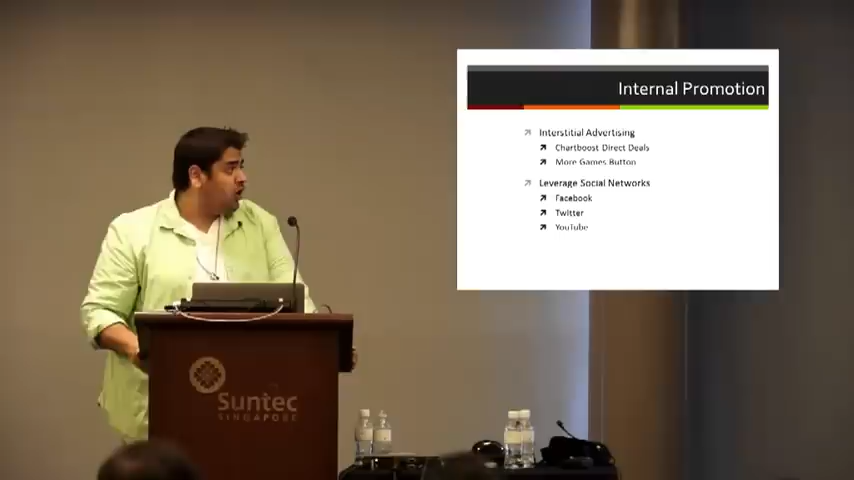 Internal Promotion
Interstitial Advertising
Chartboost Direct Deals
More Games Button
Leverage Social Networks
Facebook
Twitter
YouTube
Suntec
SINGAPORE